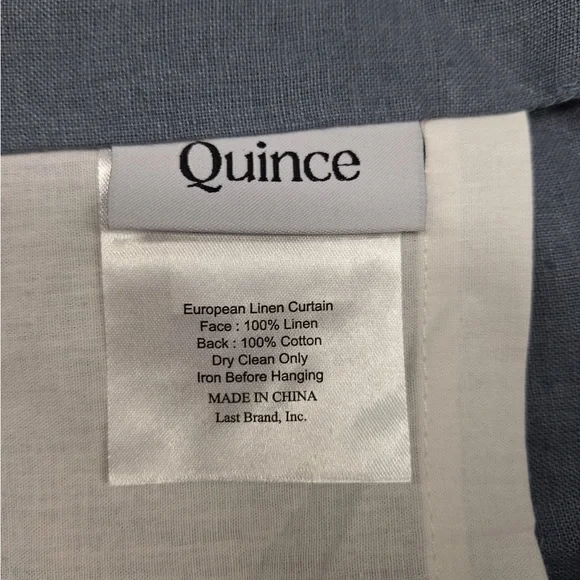 Quince
European Linen Curtain
Face : 100% Linen
Back : 100% Cotton
Dry Clean Only
Iron Before Hanging
MADE IN CHINA
Last Brand, Inc.